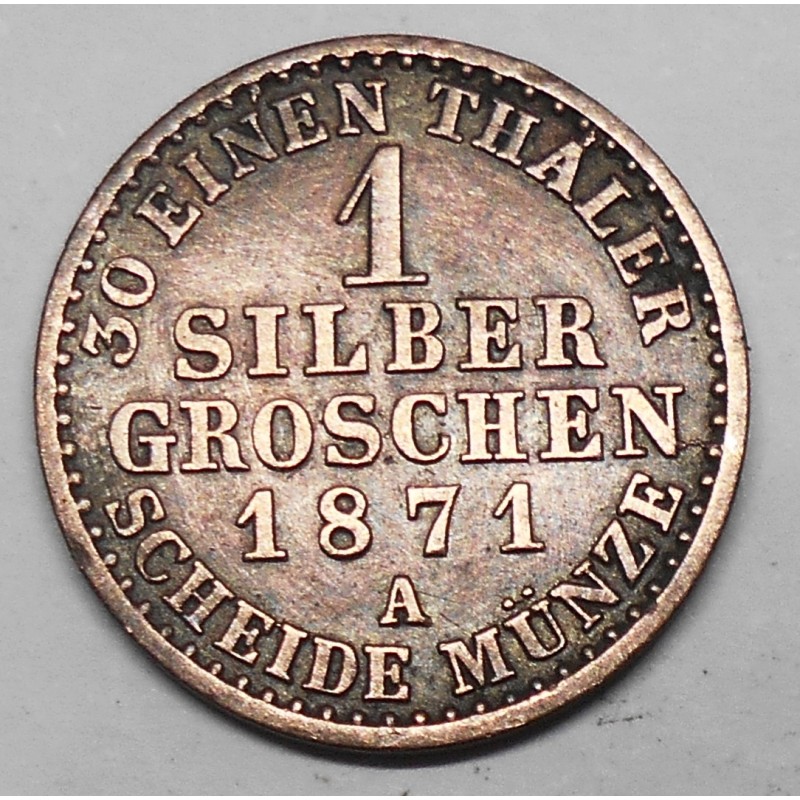 30 EINEN THALER
1
SILBER
GROSCHEN
1871
A
SCHEIDE MÜNZE